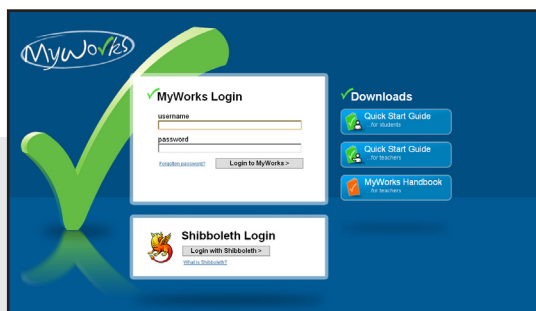 MyWorks
MyWorks Login
username
password
Forgotten password?
Login to MyWorks >
Shibboleth Login
Login with Shibboleth >
What is Shibboleth?
Downloads
Quick Start Guide
...for students
Quick Start Guide
...for teachers
MyWorks Handbook
...for teachers